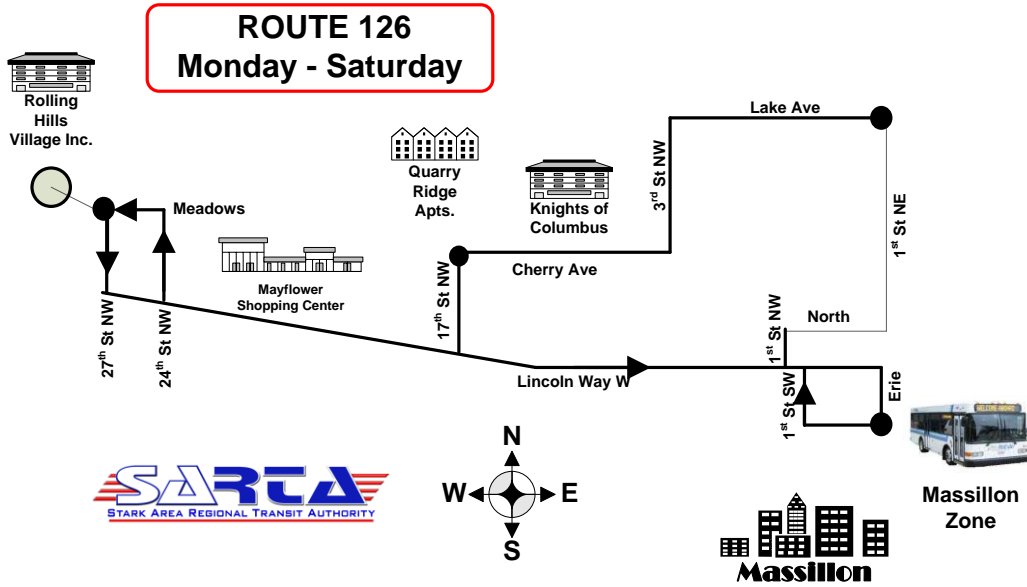 ROUTE 126
Monday - Saturday
Rolling
Hills
Village Inc.
Lake Ave
Quarry
Ridge
Apts.
Knights of
Columbus
3rd St NW
1st St NE
Meadows
Cherry Ave
Mayflower
Shopping Center
17th St NW
North
27th St NW
24th St NW
1st St NW
Lincoln Way W
1st St SW
Erie
WELCOME ABOARD
N
W
E
S
SARTA
STARK AREA REGIONAL TRANSIT AUTHORITY
Massillon
Zone
Massillon